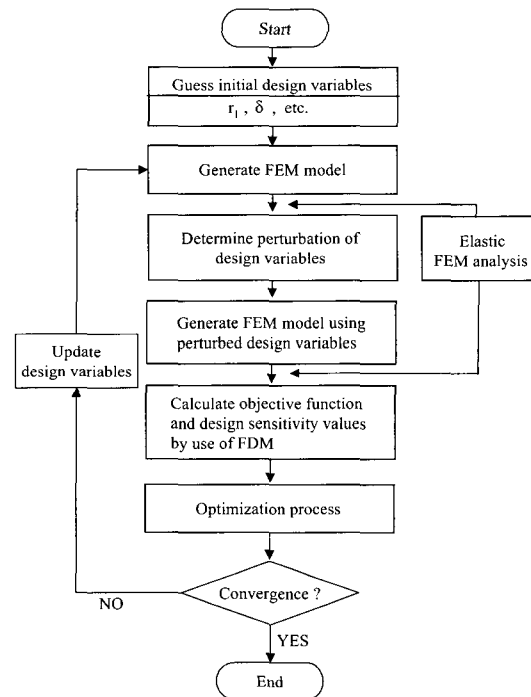 Start
Guess initial design variables
r₁ , δ , etc.
Generate FEM model
Determine perturbation of
design variables
Elastic
FEM analysis
Generate FEM model using
perturbed design variables
Update
design variables
Calculate objective function
and design sensitivity values
by use of FDM
Optimization process
Convergence ?
NO
YES
End